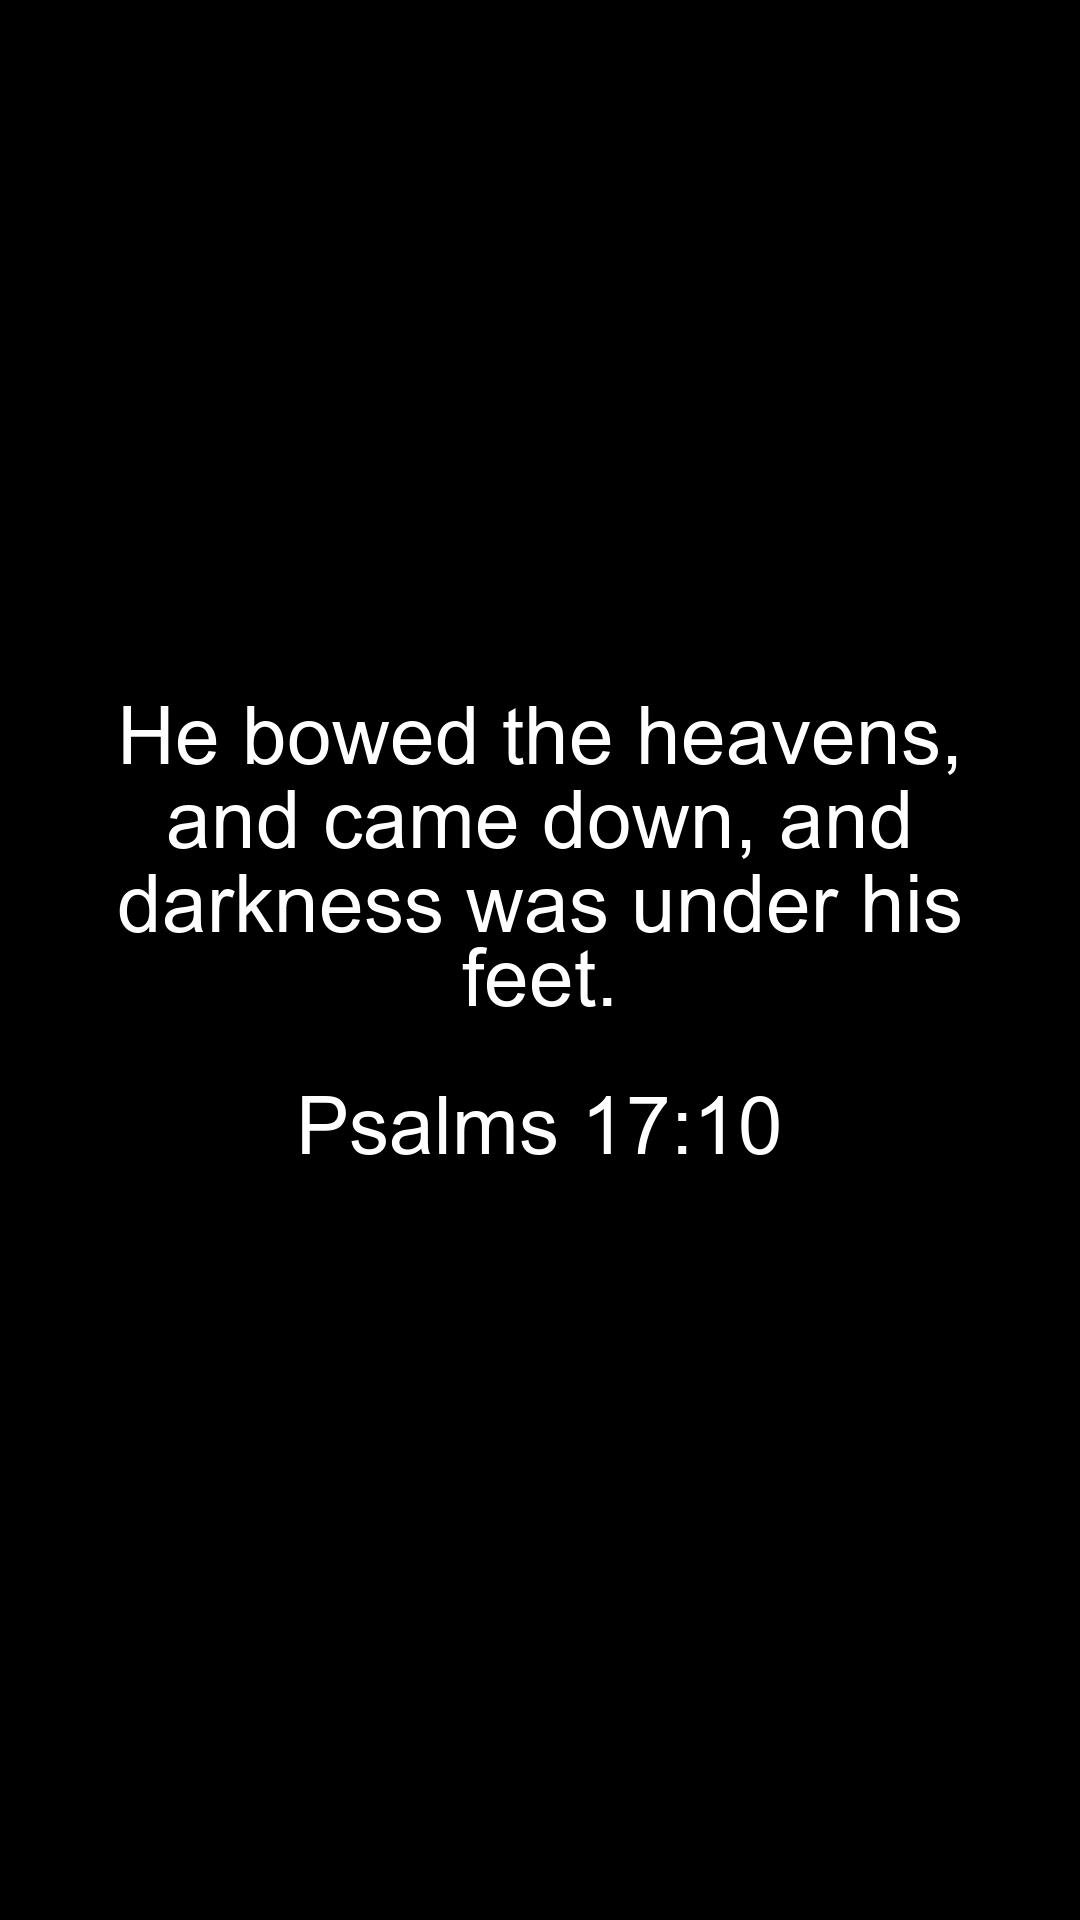 He bowed the heavens,
and came down, and
darkness was under his
feet.
Psalms 17:10